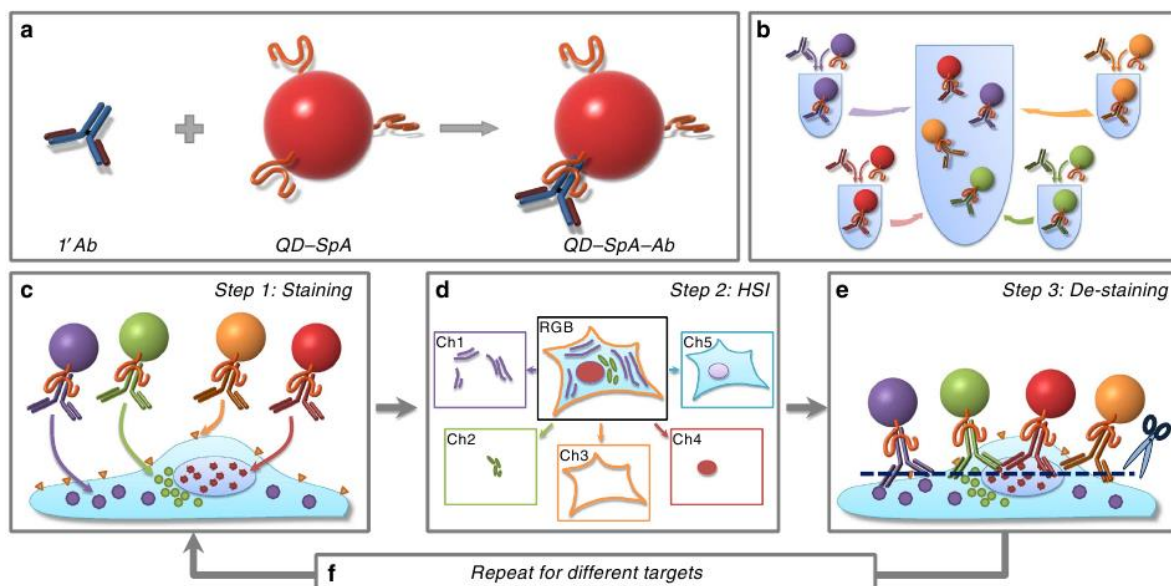 a
1' Ab
QD–SpA
QD–SpA–Ab
b
c
Step 1: Staining
d
Step 2: HSI
Ch1
RGB
Ch5
Ch2
Ch3
Ch4
e
Step 3: De-staining
f
Repeat for different targets